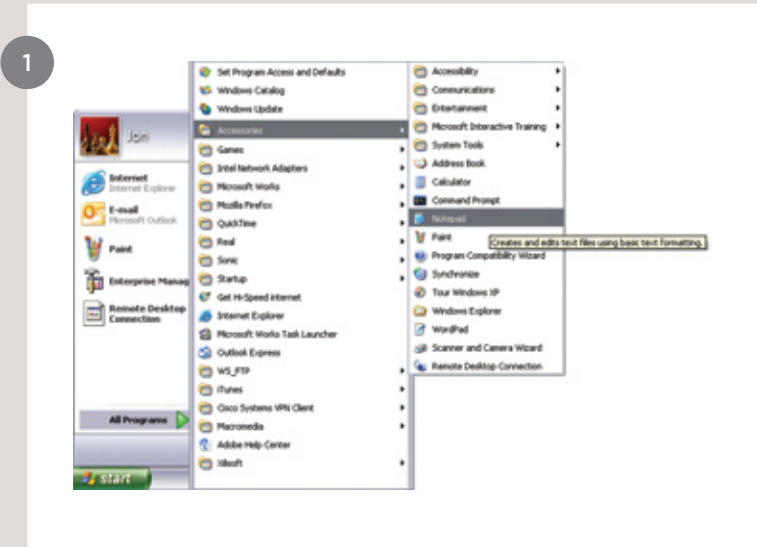 1
Jon
Internet
Internet Explorer
E-mail
Microsoft Outlook
Paint
Enterprise Manag
Remote Desktop
Connection
All Programs
start
Set Program Access and Defaults
Windows Catalog
Windows Update
Accessories
Games
Intel Network Adapters
Microsoft Works
Mozilla Firefox
QuickTime
Real
Sonic
Startup
Get Hi-Speed Internet
Internet Explorer
Microsoft Works Task Launcher
Outlook Express
WS_FTP
iTunes
Cisco Systems VPN Client
Macromedia
Adobe Help Center
Xilisoft
Accessibility
Communications
Entertainment
Microsoft Interactive Training
System Tools
Address Book
Calculator
Command Prompt
Notepad
Paint
Creates and edits text files using basic text formatting.
Program Compatibility Wizard
Synchronize
Tour Windows XP
Windows Explorer
WordPad
Scanner and Camera Wizard
Remote Desktop Connection